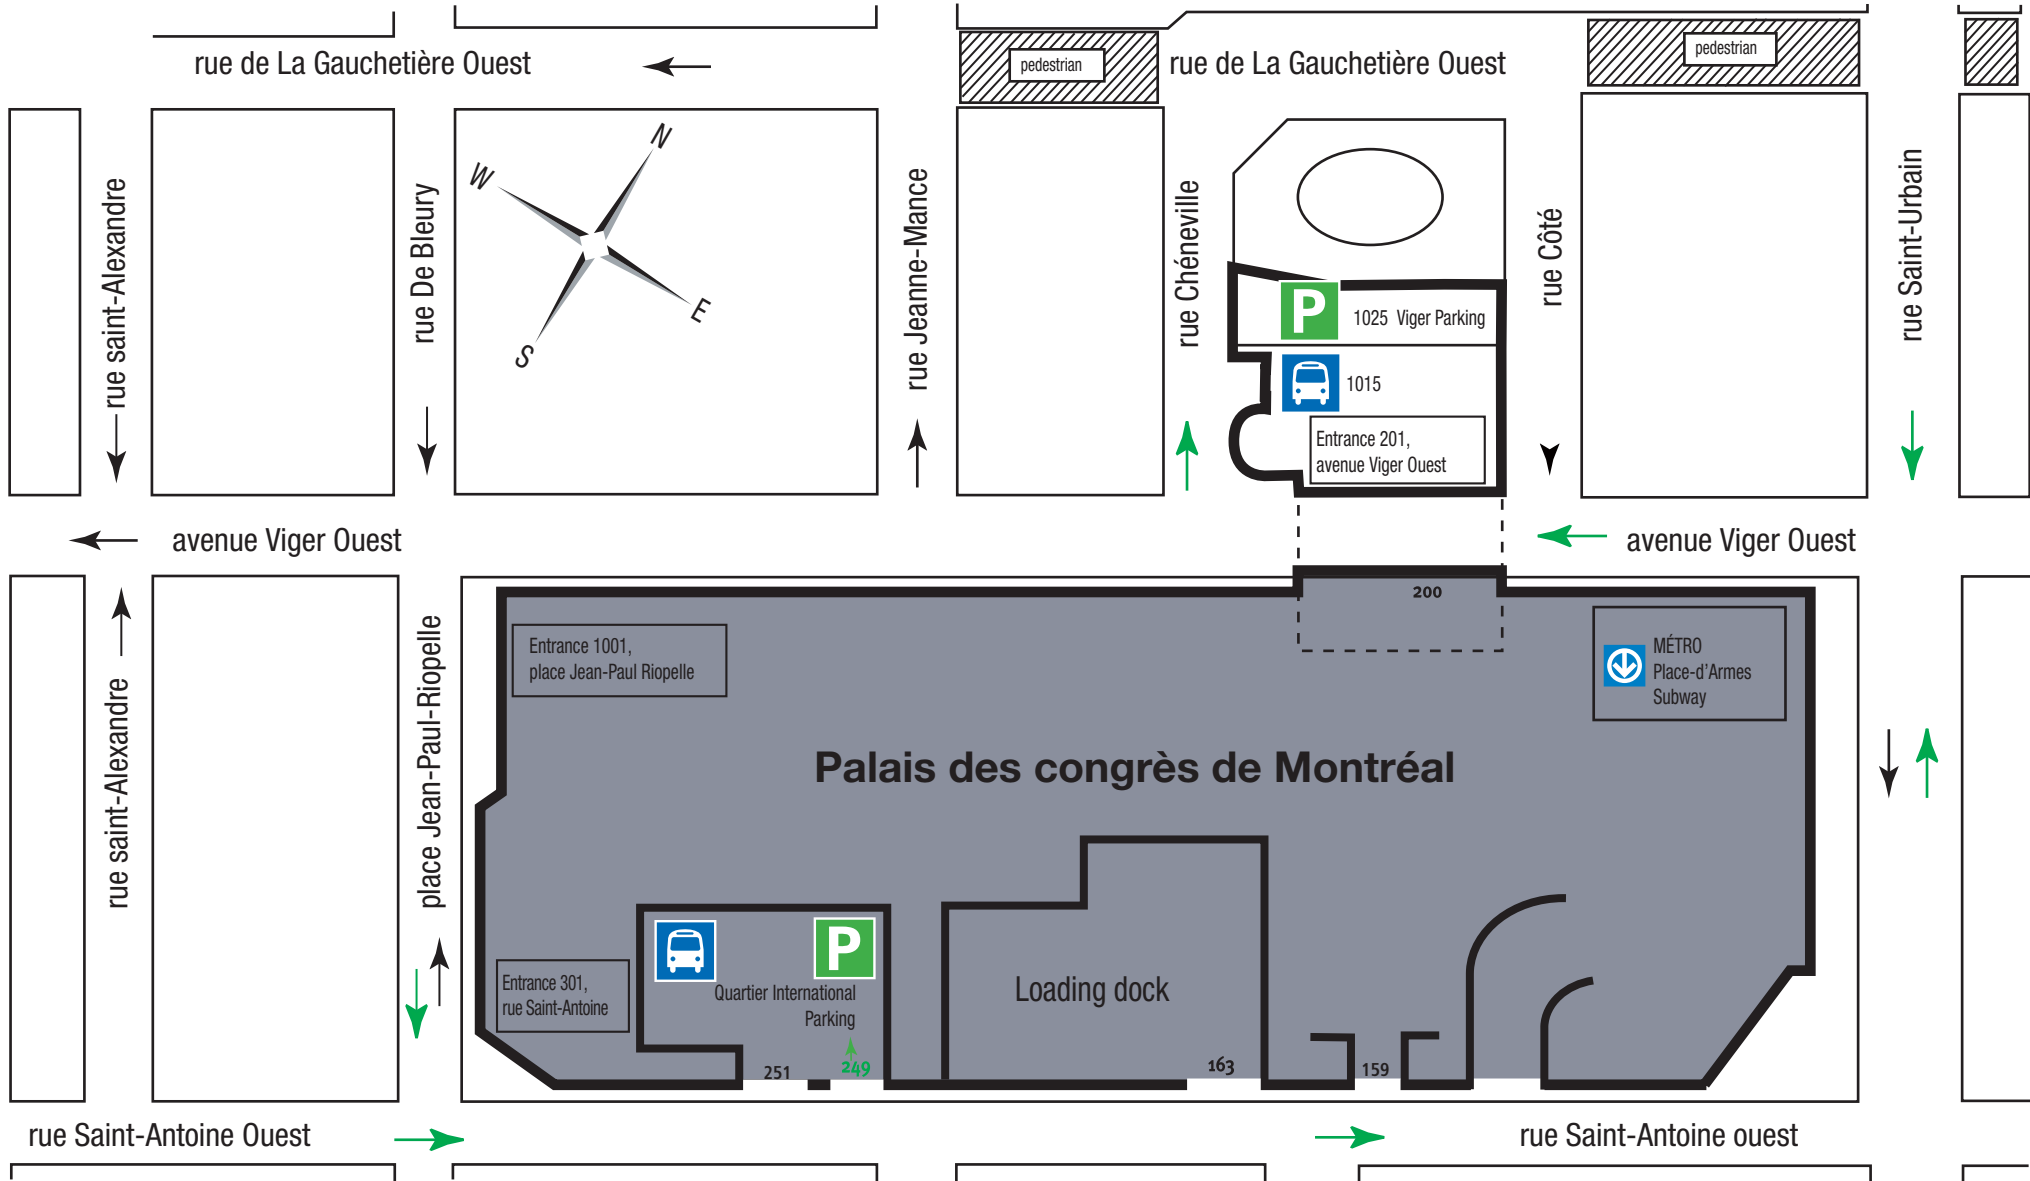 rue de La Gauchetière Ouest
pedestrian
rue de La Gauchetière Ouest
pedestrian
rue saint-Alexandre
rue De Bleury
N
W
E
S
rue Jeanne-Mance
rue Chéneville
rue Côté
rue Saint-Urbain
P
1025 Viger Parking
1015
Entrance 201,
avenue Viger Ouest
avenue Viger Ouest
avenue Viger Ouest
rue saint-Alexandre
place Jean-Paul-Riopelle
200
Entrance 1001,
place Jean-Paul Riopelle
MÉTRO
Place-d'Armes
Subway
Palais des congrès de Montréal
Entrance 301,
rue Saint-Antoine
P
Quartier International
Parking
Loading dock
251
249
163
159
rue Saint-Antoine Ouest
rue Saint-Antoine ouest